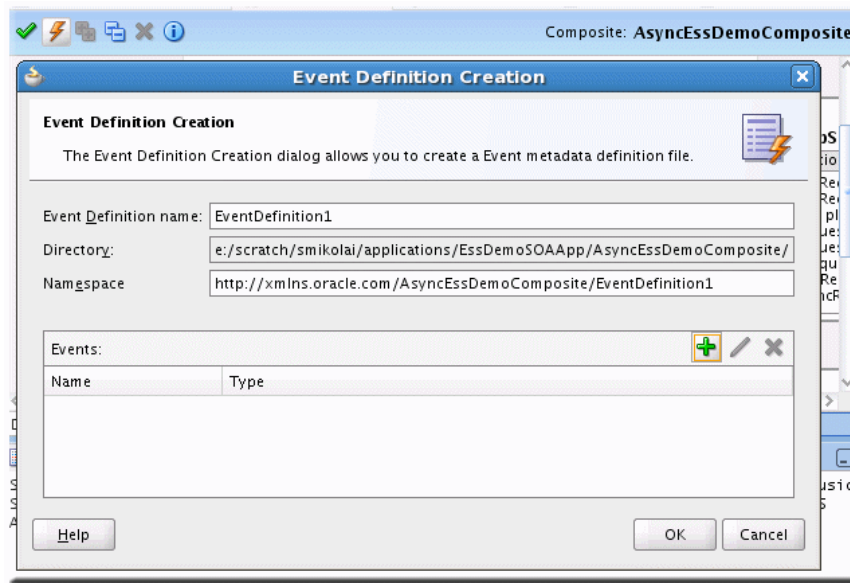 Composite: AsyncEssDemoComposite
Event Definition Creation
Event Definition Creation
The Event Definition Creation dialog allows you to create a Event metadata definition file.
Event Definition name: EventDefinition1
Directory: e:/scratch/smikolai/applications/EssDemoSOAApp/AsyncEssDemoComposite/
Namespace http://xmlns.oracle.com/AsyncEssDemoComposite/EventDefinition1
Events:
Name Type
Help OK Cancel